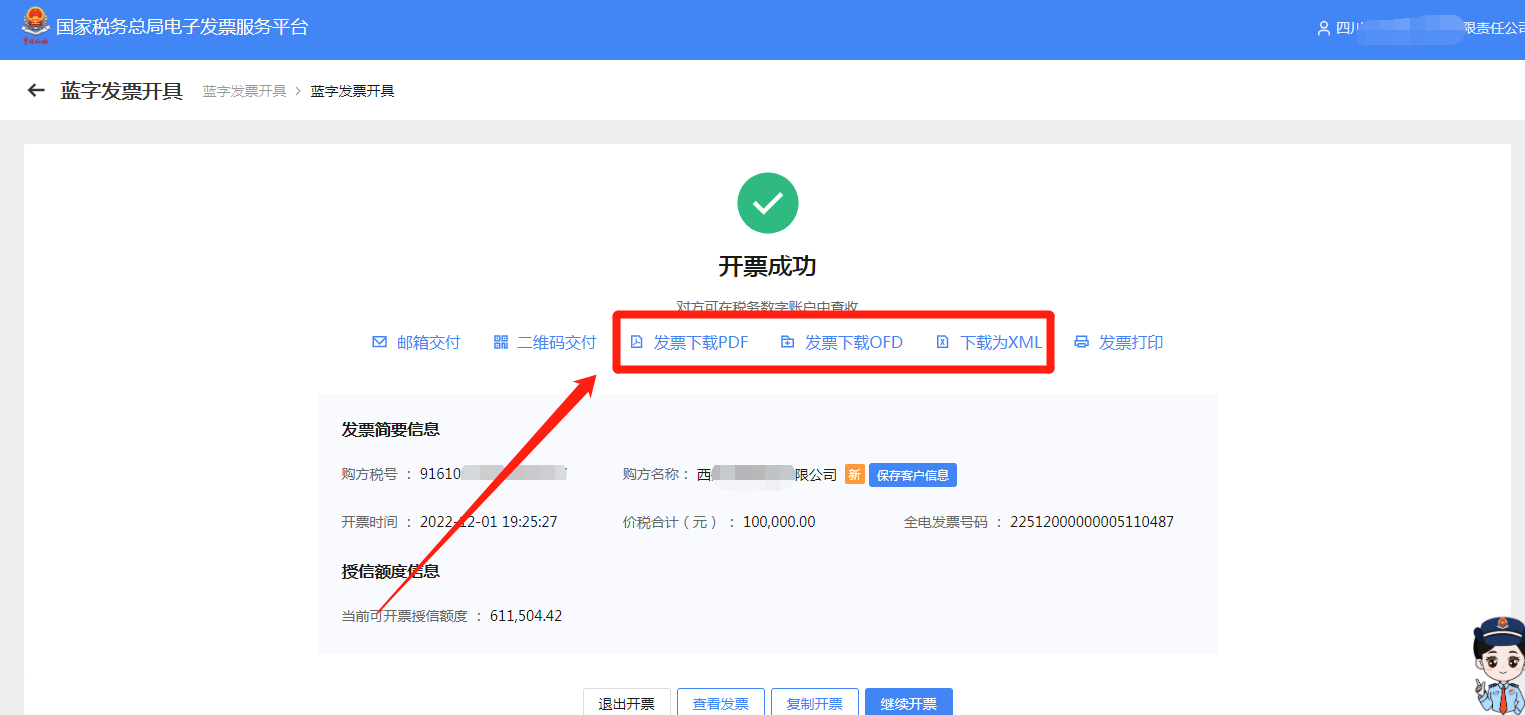 国家税务总局电子发票服务平台 四川 限责任公司
蓝字发票开具 蓝字发票开具 > 蓝字发票开具
开票成功
对方可在税务数字账户中查收
邮箱交付 二维码交付 发票下载PDF 发票下载OFD 下载为XML 发票打印
发票简要信息
购方税号 : 91610 购方名称 : 西 限公司 新 保存客户信息
开票时间 : 2022-12-01 19:25:27 价税合计(元) : 100,000.00 全电发票号码 : 22512000000005110487
授信额度信息
当前可开票授信额度 : 611,504.42
退出开票 查看发票 复制开票 继续开票